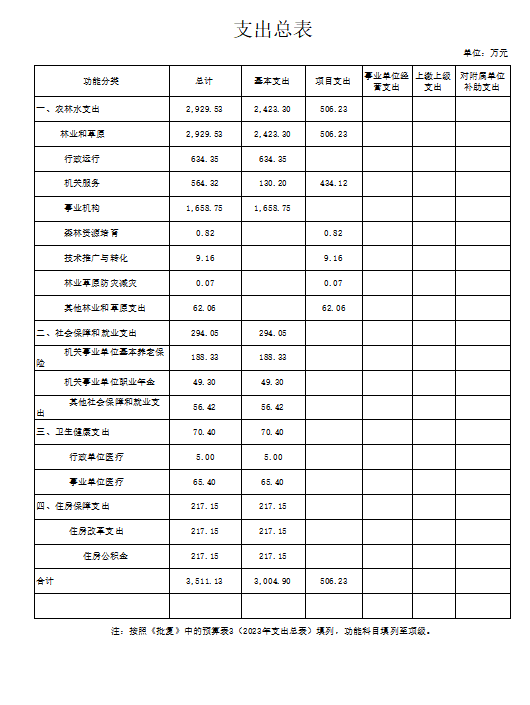 支出总表
单位：万元
功能分类 总计 基本支出 项目支出 事业单位经 上缴上级 对附属单位
营支出 支出 补助支出
一、农林水支出 2,929.53 2,423.30 506.23
林业和草原 2,929.53 2,423.30 506.23
行政运行 634.35 634.35
机关服务 564.32 130.20 434.12
事业机构 1,658.75 1,658.75
森林资源培育 0.82 0.82
技术推广与转化 9.16 9.16
林业草原防灾减灾 0.07 0.07
其他林业和草原支出 62.06 62.06
二、社会保障和就业支出 294.05 294.05
机关事业单位基本养老保
险 188.33 188.33
机关事业单位职业年金 49.30 49.30
其他社会保障和就业支
出 56.42 56.42
三、卫生健康支出 70.40 70.40
行政单位医疗 5.00 5.00
事业单位医疗 65.40 65.40
四、住房保障支出 217.15 217.15
住房改革支出 217.15 217.15
住房公积金 217.15 217.15
合计 3,511.13 3,004.90 506.23
注：按照《批复》中的预算表3（2023年支出总表）填列，功能科目填列至项级。